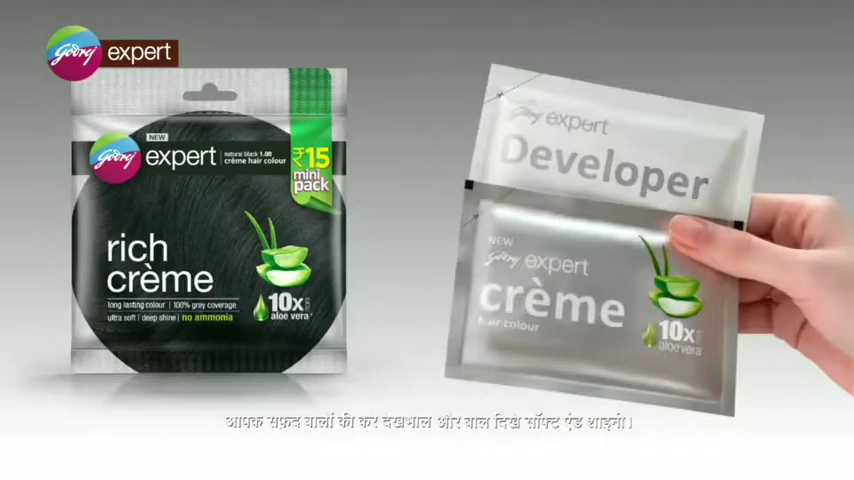 Godrej expert
NEW
Godrej expert
natural black 1.00
crème hair colour
₹15
mini
pack
rich
crème
long lasting colour | 100% grey coverage
ultra soft | deep shine | no ammonia
10x
aloe vera
Godrej expert
Developer
NEW
Godrej expert
crème
hair colour
10x
aloe vera
आपके सफ़ेद बालों की करे देखभाल और बाल दिखे सॉफ्ट एंड शाइनी।